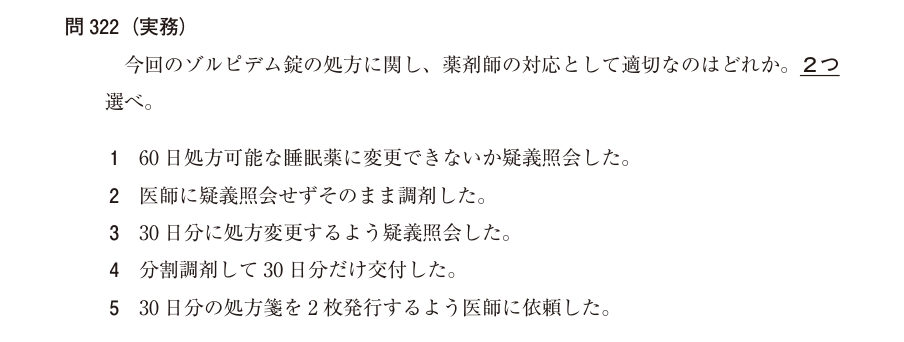 問 322（実務）
今回のゾルピデム錠の処方に関し、薬剤師の対応として適切なのはどれか。２つ
選べ。
1 60 日処方可能な睡眠薬に変更できないか疑義照会した。
2 医師に疑義照会せずそのまま調剤した。
3 30 日分に処方変更するよう疑義照会した。
4 分割調剤して 30 日分だけ交付した。
5 30 日分の処方箋を 2 枚発行するよう医師に依頼した。